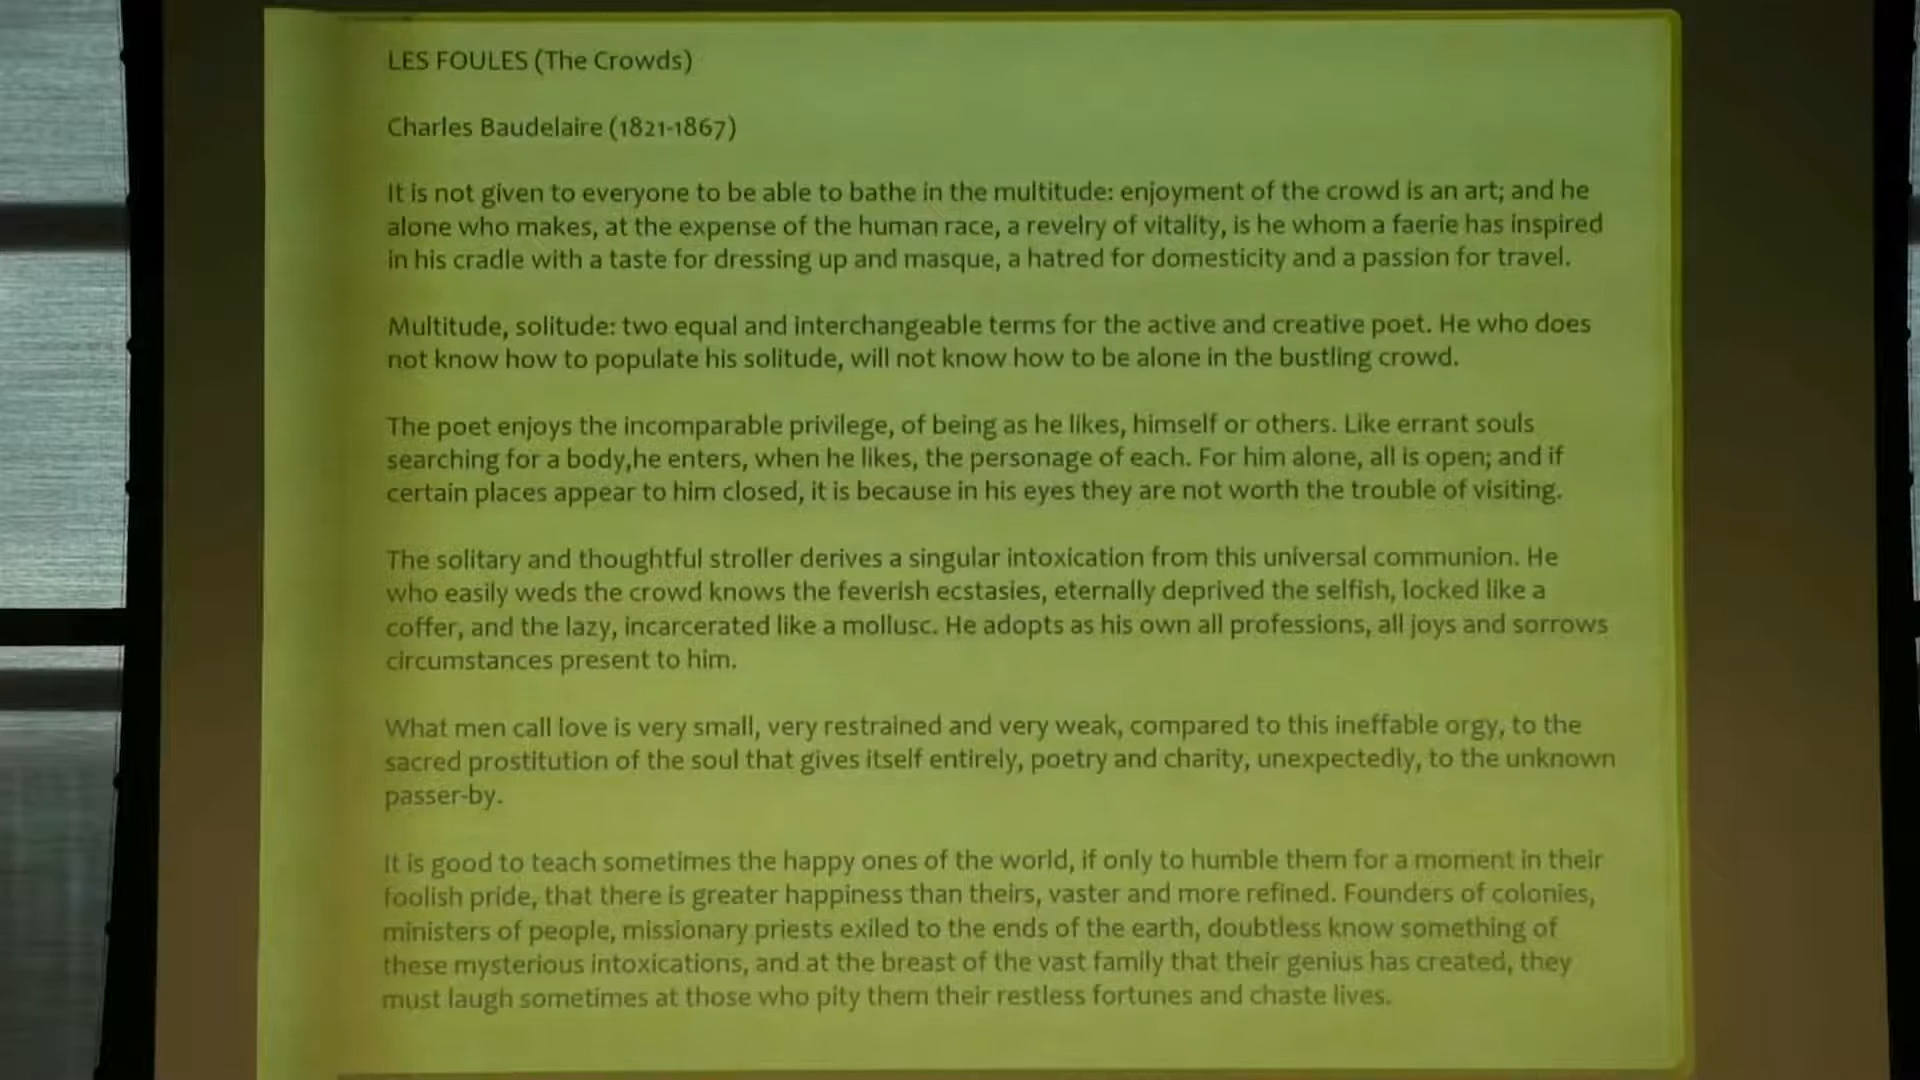 LES FOULES (The Crowds)
Charles Baudelaire (1821-1867)
It is not given to everyone to be able to bathe in the multitude: enjoyment of the crowd is an art; and he
alone who makes, at the expense of the human race, a revelry of vitality, is he whom a faerie has inspired
in his cradle with a taste for dressing up and masque, a hatred for domesticity and a passion for travel.
Multitude, solitude: two equal and interchangeable terms for the active and creative poet. He who does
not know how to populate his solitude, will not know how to be alone in the bustling crowd.
The poet enjoys the incomparable privilege, of being as he likes, himself or others. Like errant souls
searching for a body,he enters, when he likes, the personage of each. For him alone, all is open; and if
certain places appear to him closed, it is because in his eyes they are not worth the trouble of visiting.
The solitary and thoughtful stroller derives a singular intoxication from this universal communion. He
who easily weds the crowd knows the feverish ecstasies, eternally deprived the selfish, locked like a
coffer, and the lazy, incarcerated like a mollusc. He adopts as his own all professions, all joys and sorrows
circumstances present to him.
What men call love is very small, very restrained and very weak, compared to this ineffable orgy, to the
sacred prostitution of the soul that gives itself entirely, poetry and charity, unexpectedly, to the unknown
passer-by.
It is good to teach sometimes the happy ones of the world, if only to humble them for a moment in their
foolish pride, that there is greater happiness than theirs, vaster and more refined. Founders of colonies,
ministers of people, missionary priests exiled to the ends of the earth, doubtless know something of
these mysterious intoxications, and at the breast of the vast family that their genius has created, they
must laugh sometimes at those who pity them their restless fortunes and chaste lives.